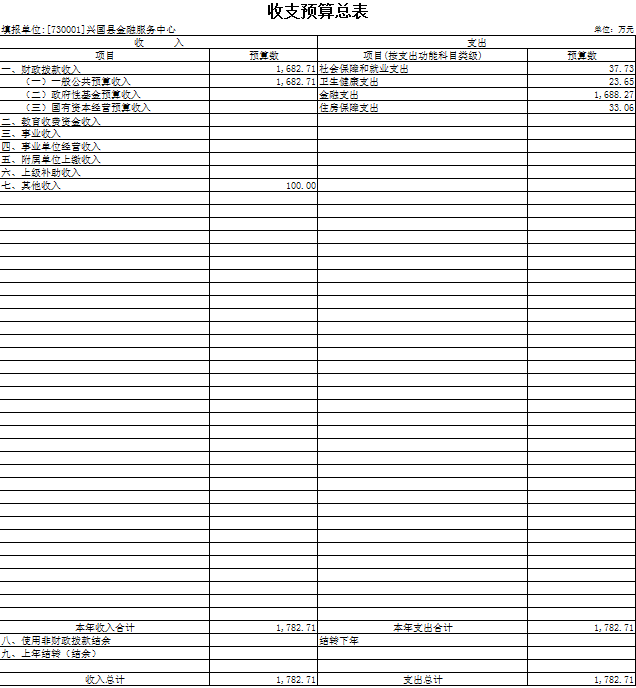 收支预算总表
填报单位:[730001]兴国县金融服务中心 单位: 万元
收 入 支出
项目 预算数 项目(按支出功能科目类级) 预算数
一、财政拨款收入 1,682.71 社会保障和就业支出 37.73
（一）一般公共预算收入 1,682.71 卫生健康支出 23.65
（二）政府性基金预算收入 金融支出 1,688.27
（三）国有资本经营预算收入 住房保障支出 33.06
二、教育收费资金收入
三、事业收入
四、事业单位经营收入
五、附属单位上缴收入
六、上级补助收入
七、其他收入 100.00
本年收入合计 1,782.71 本年支出合计 1,782.71
八、使用非财政拨款结余 结转下年
九、上年结转（结余）
收入总计 1,782.71 支出总计 1,782.71